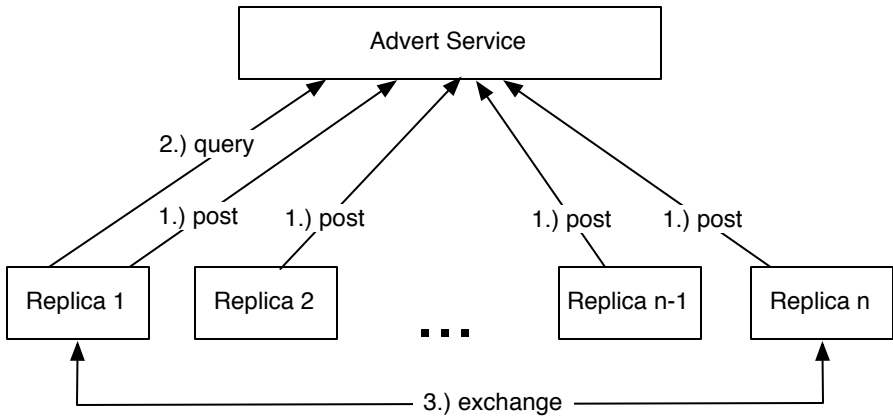 Advert Service
2.) query
1.) post
1.) post
1.) post
1.) post
Replica 1
Replica 2
...
Replica n-1
Replica n
3.) exchange